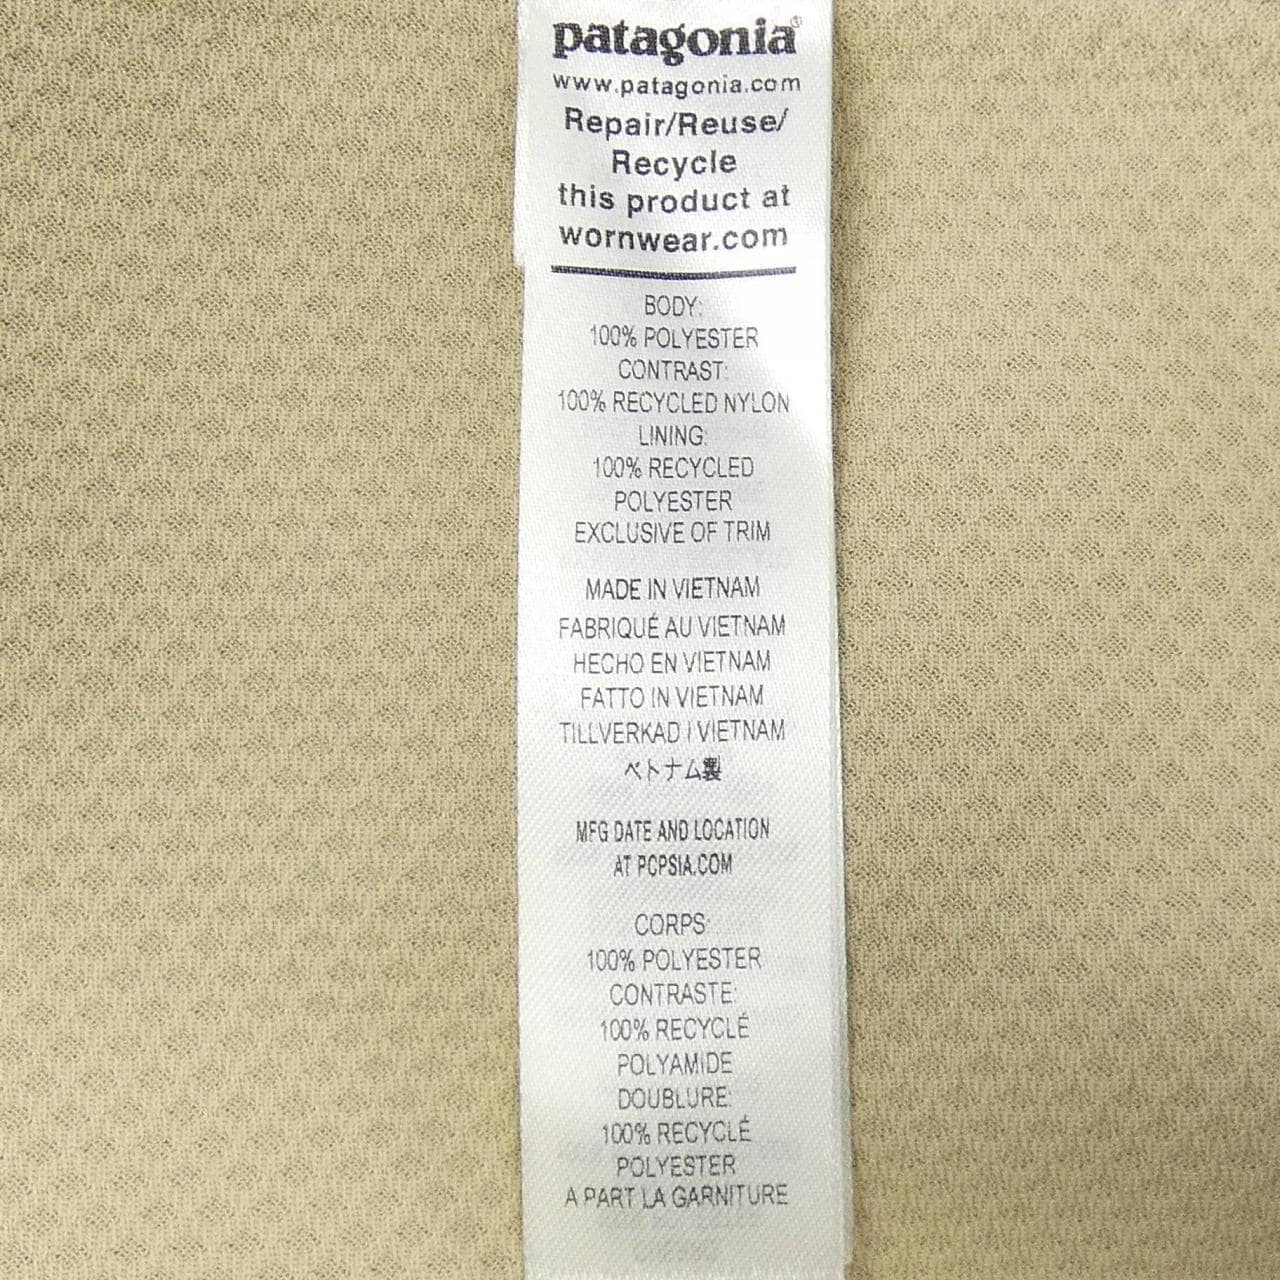 patagonia®
www.patagonia.com
Repair/Reuse/
Recycle
this product at
wornwear.com
BODY:
100% POLYESTER
CONTRAST:
100% RECYCLED NYLON
LINING:
100% RECYCLED
POLYESTER
EXCLUSIVE OF TRIM
MADE IN VIETNAM
FABRIQUÉ AU VIETNAM
HECHO EN VIETNAM
FATTO IN VIETNAM
TILLVERKAD I VIETNAM
ベトナム製
MFG DATE AND LOCATION
AT PCPSIA.COM
CORPS:
100% POLYESTER
CONTRASTE:
100% RECYCLÉ
POLYAMIDE
DOUBLURE:
100% RECYCLÉ
POLYESTER
A PART LA GARNITURE